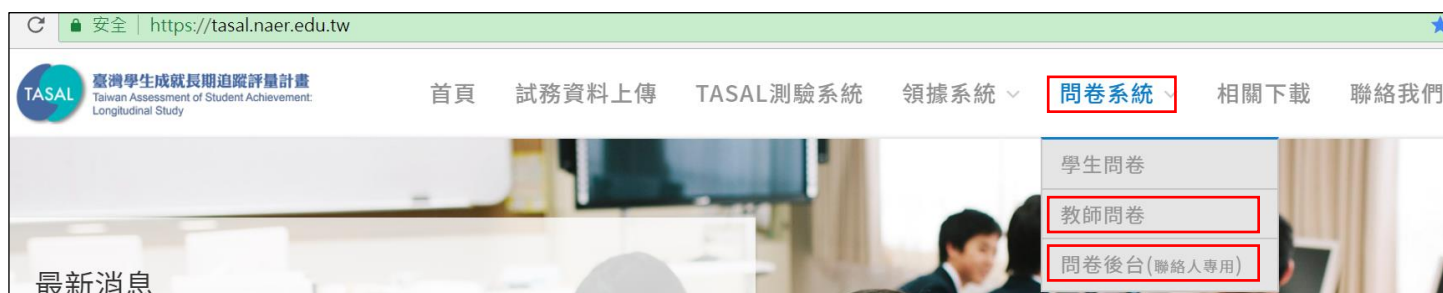 安全 | https://tasal.naer.edu.tw
TASAL
臺灣學生成就長期追蹤評量計畫
Taiwan Assessment of Student Achievement:
Longitudinal Study
首頁 試務資料上傳 TASAL測驗系統 領據系統 問卷系統 相關下載 聯絡我們
學生問卷
教師問卷
問卷後台(聯絡人專用)
最新消息